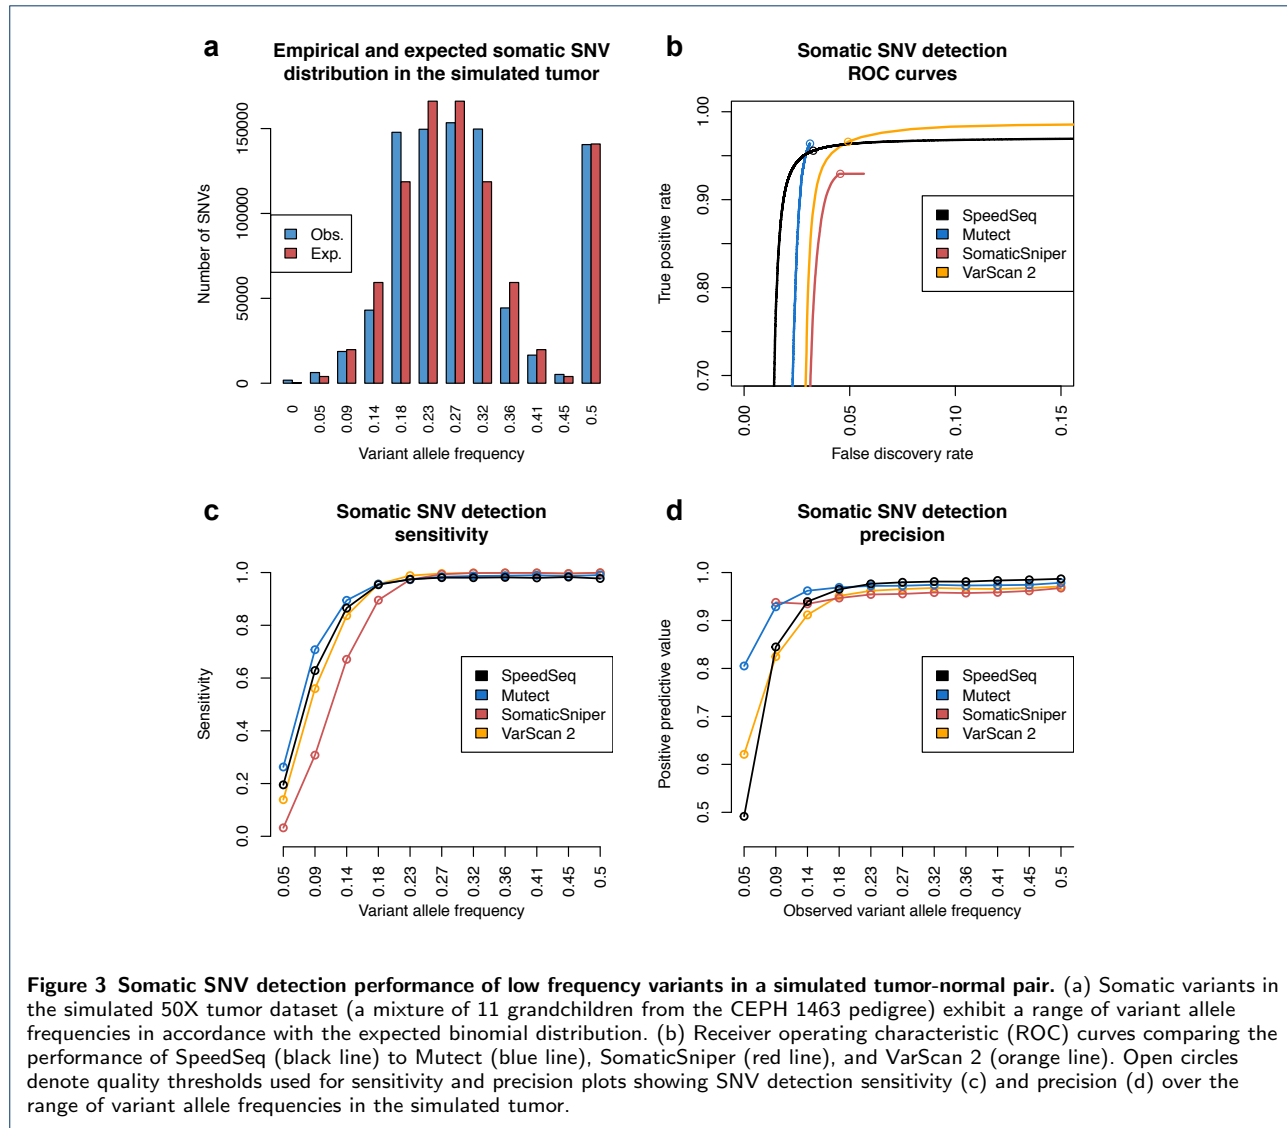 a
Empirical and expected somatic SNV
distribution in the simulated tumor
Number of SNVs
150000
100000
50000
0
Obs.
Exp.
0
0.05
0.09
0.14
0.18
0.23
0.27
0.32
0.36
0.41
0.45
0.5
Variant allele frequency
b
Somatic SNV detection
ROC curves
True positive rate
1.00
0.90
0.80
0.70
SpeedSeq
Mutect
SomaticSniper
VarScan 2
0.00
0.05
0.10
0.15
False discovery rate
c
Somatic SNV detection
sensitivity
Sensitivity
1.0
0.8
0.6
0.4
0.2
0.0
SpeedSeq
Mutect
SomaticSniper
VarScan 2
0.05
0.09
0.14
0.18
0.23
0.27
0.32
0.36
0.41
0.45
0.5
Variant allele frequency
d
Somatic SNV detection
precision
Positive predictive value
1.0
0.9
0.8
0.7
0.6
0.5
SpeedSeq
Mutect
SomaticSniper
VarScan 2
0.05
0.09
0.14
0.18
0.23
0.27
0.32
0.36
0.41
0.45
0.5
Observed variant allele frequency
Figure 3 Somatic SNV detection performance of low frequency variants in a simulated tumor-normal pair. (a) Somatic variants in
the simulated 50X tumor dataset (a mixture of 11 grandchildren from the CEPH 1463 pedigree) exhibit a range of variant allele
frequencies in accordance with the expected binomial distribution. (b) Receiver operating characteristic (ROC) curves comparing the
performance of SpeedSeq (black line) to Mutect (blue line), SomaticSniper (red line), and VarScan 2 (orange line). Open circles
denote quality thresholds used for sensitivity and precision plots showing SNV detection sensitivity (c) and precision (d) over the
range of variant allele frequencies in the simulated tumor.